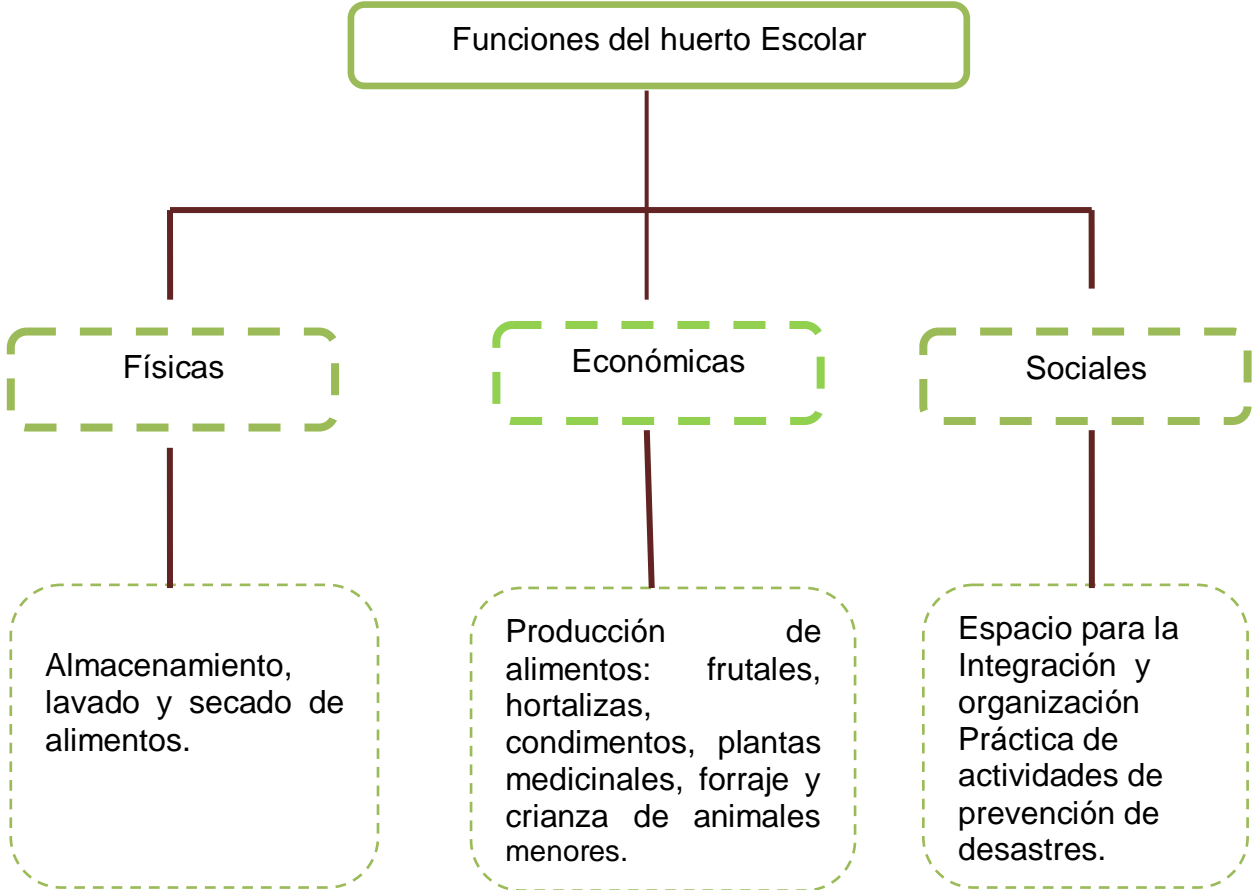 Funciones del huerto Escolar
Físicas
Económicas
Sociales
Almacenamiento,
lavado y secado de
alimentos.
Producción de
alimentos: frutales,
hortalizas,
condimentos, plantas
medicinales, forraje y
crianza de animales
menores.
Espacio para la
Integración y
organización
Práctica de
actividades de
prevención de
desastres.